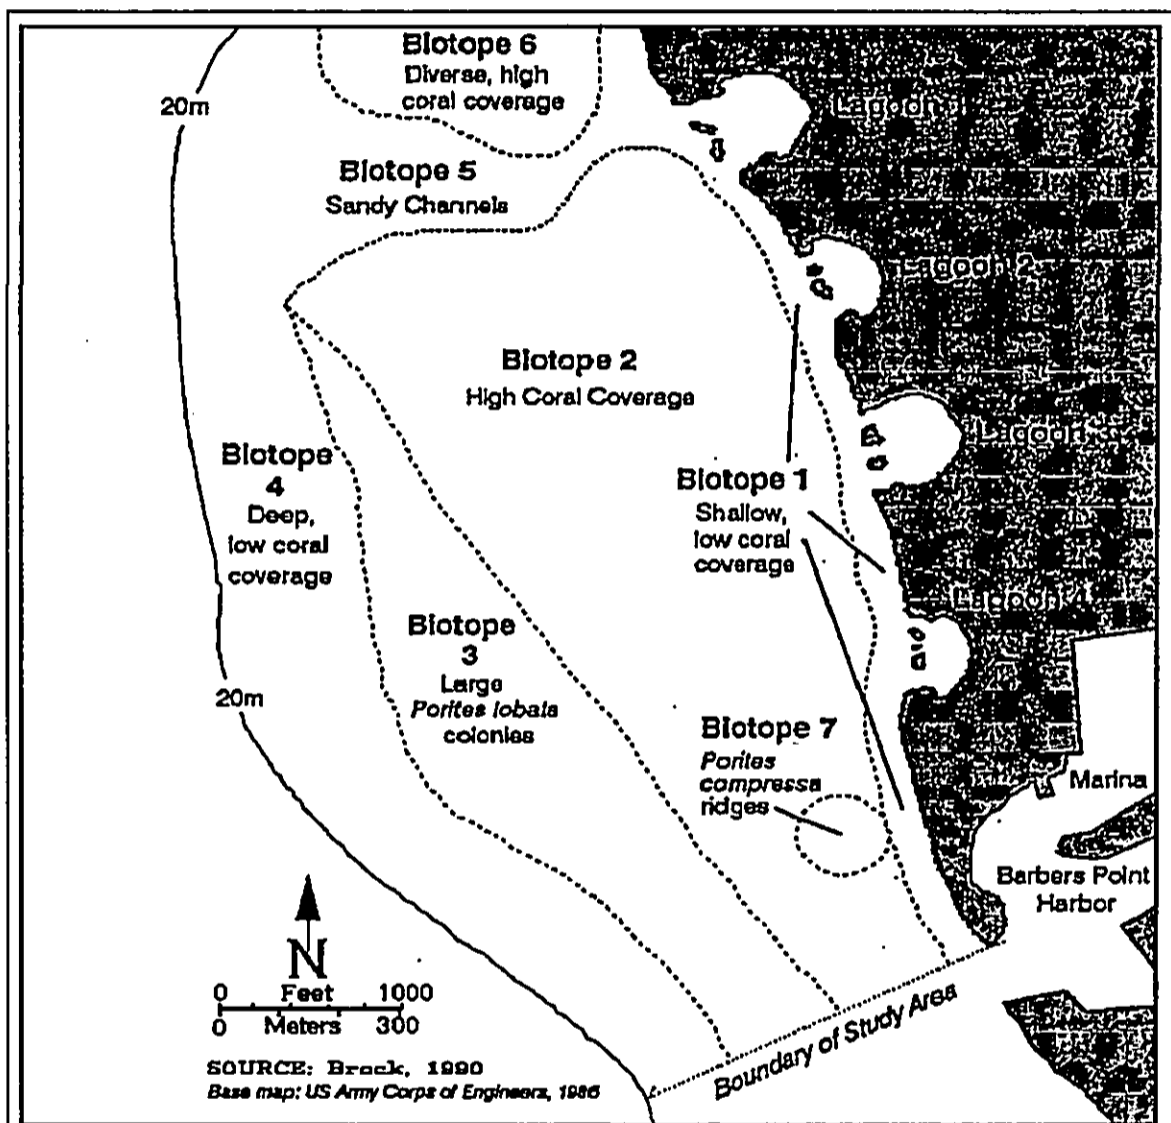 Biotope 6
Diverse, high
coral coverage
20m
Lagoon 1
Biotope 5
Sandy Channels
Lagoon 2
Biotope 2
High Coral Coverage
Lagoon 3
Biotope
4
Deep,
low coral
coverage
Biotope 1
Shallow,
low coral
coverage
Lagoon 4
Biotope
3
Large
Porites lobata
colonies
20m
Biotope 7
Porites
compressa
ridges
Marina
Barbers Point
Harbor
N
0 Feet 1000
0 Meters 300
Boundary of Study Area
SOURCE: Brock, 1990
Base map: US Army Corps of Engineers, 1986